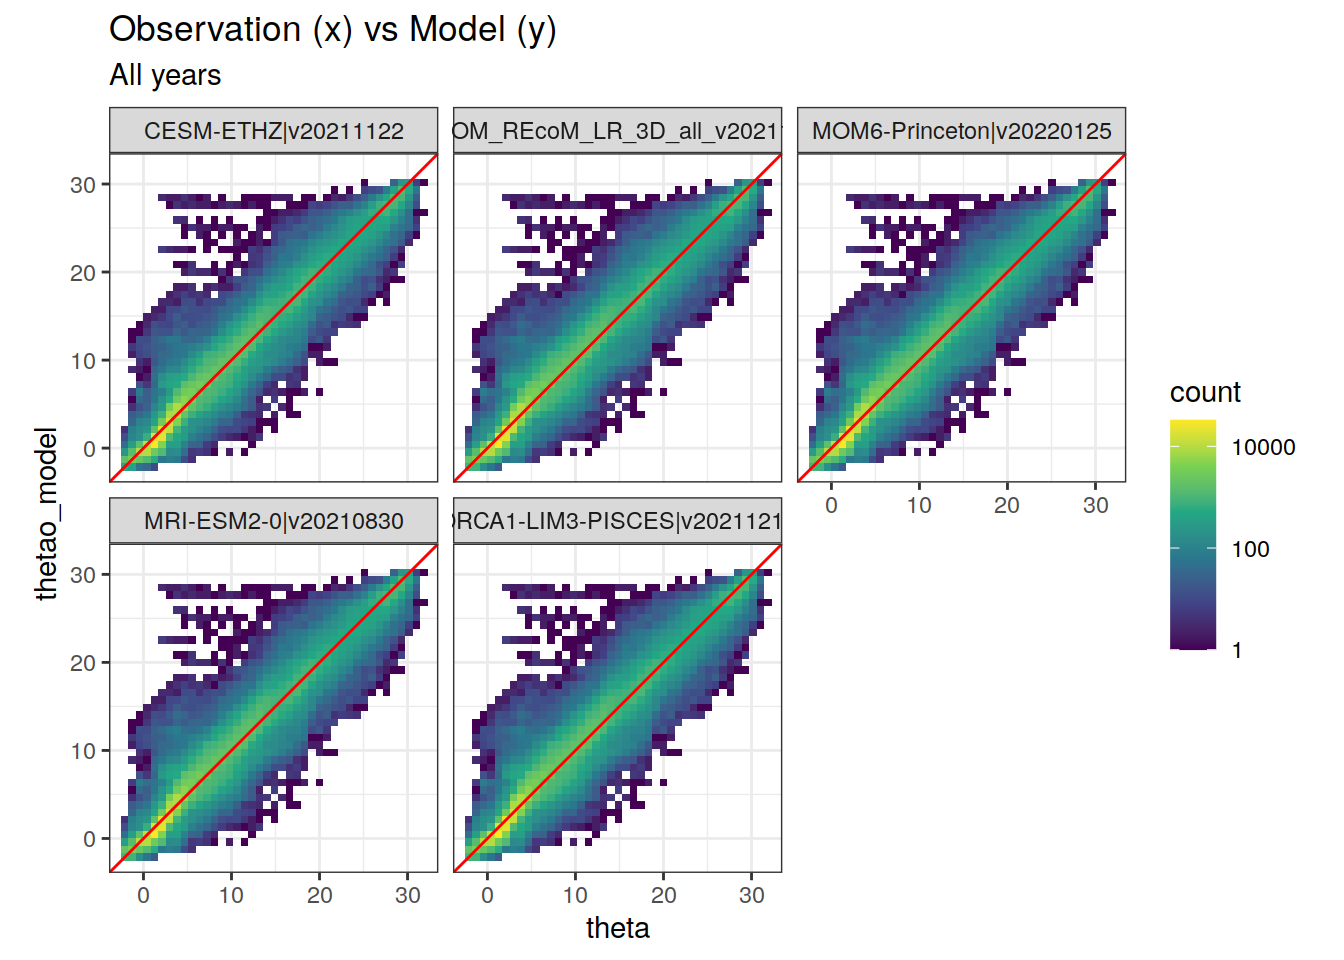 Observation (x) vs Model (y)
All years
CESM-ETHZ|v20211122
OM_REcoM_LR_3D_all_v2021
MOM6-Princeton|v20220125
30
20
10
0
0 10 20 30
MRI-ESM2-0|v20210830
ORCA1-LIM3-PISCES|v2021121
30
20
10
0
0 10 20 30
0 10 20 30
theta
thetao_model
count
10000
100
1